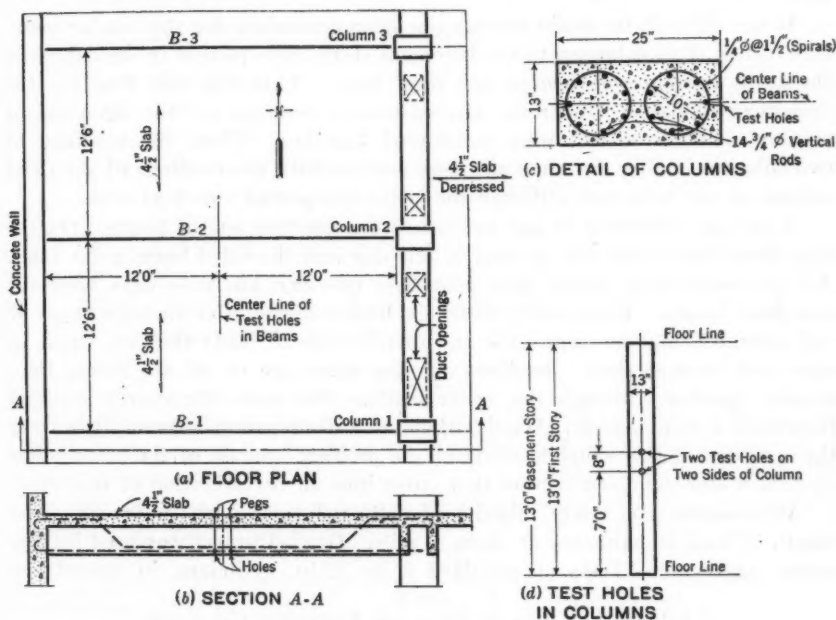 B-3
Column 3
12'6"
4½" Slab
4½" Slab
Depressed
Concrete Wall
B-2
Column 2
12'0"
12'0"
Center Line of
Test Holes
in Beams
12'6"
4½" Slab
Duct Openings
A
A
B-1
Column 1
(a) FLOOR PLAN
4½" Slab
Pegs
Holes
(b) SECTION A-A
25"
¼"⌀@1½" (Spirals)
13"
10"
Center Line
of Beams
Test Holes
14-¾"⌀ Vertical
Rods
(c) DETAIL OF COLUMNS
Floor Line
13"
13'0" Basement Story
13'0" First Story
8"
7'0"
Two Test Holes on
Two Sides of Column
Floor Line
(d) TEST HOLES
IN COLUMNS